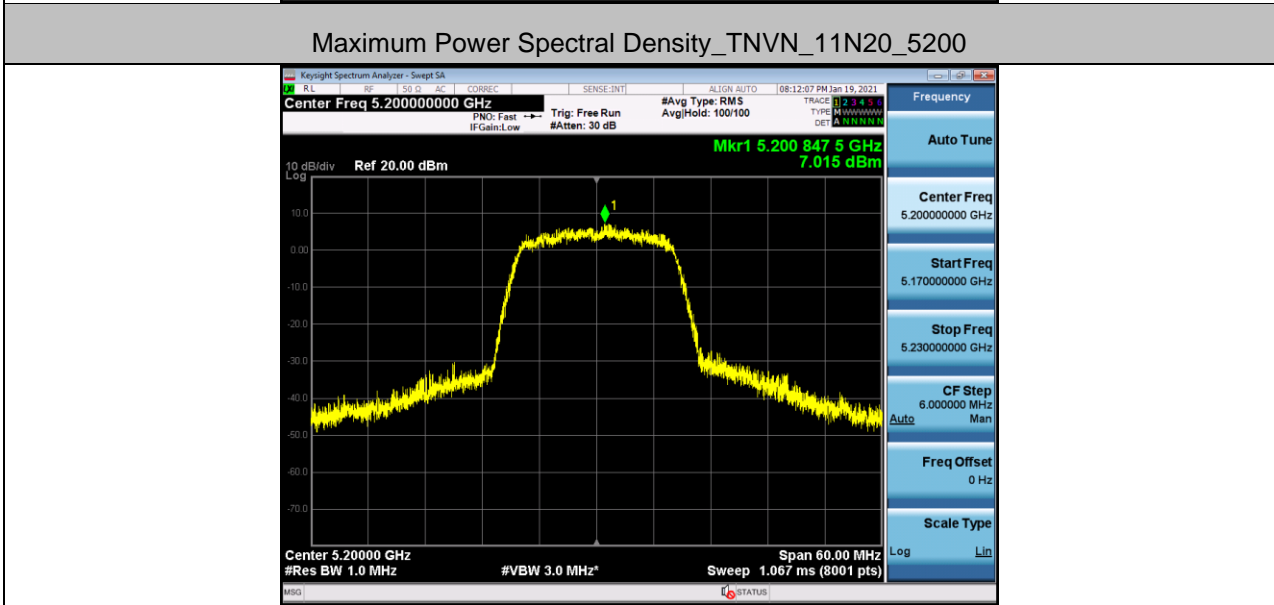 Maximum Power Spectral Density_TNVN_11N20_5200
Keysight Spectrum Analyzer - Swept SA
RL RF 50 Ω AC CORREC SENSE:INT ALIGN AUTO 08:12:07 PM Jan 19, 2021
Center Freq 5.200000000 GHz
PNO: Fast
IFGain:Low
Trig: Free Run
#Atten: 30 dB
#Avg Type: RMS
Avg|Hold: 100/100
TRACE 1 2 3 4 5 6
TYPE M WWWWW
DET A N N N N N
Frequency
Auto Tune
Mkr1 5.200 847 5 GHz
7.015 dBm
10 dB/div Ref 20.00 dBm
Log
1
10.0
0.00
-10.0
-20.0
-30.0
-40.0
-50.0
-60.0
-70.0
Center Freq
5.200000000 GHz
Start Freq
5.170000000 GHz
Stop Freq
5.230000000 GHz
CF Step
6.000000 MHz
Auto Man
Freq Offset
0 Hz
Scale Type
Log Lin
Center 5.20000 GHz Span 60.00 MHz
#Res BW 1.0 MHz #VBW 3.0 MHz* Sweep 1.067 ms (8001 pts)
MSG STATUS